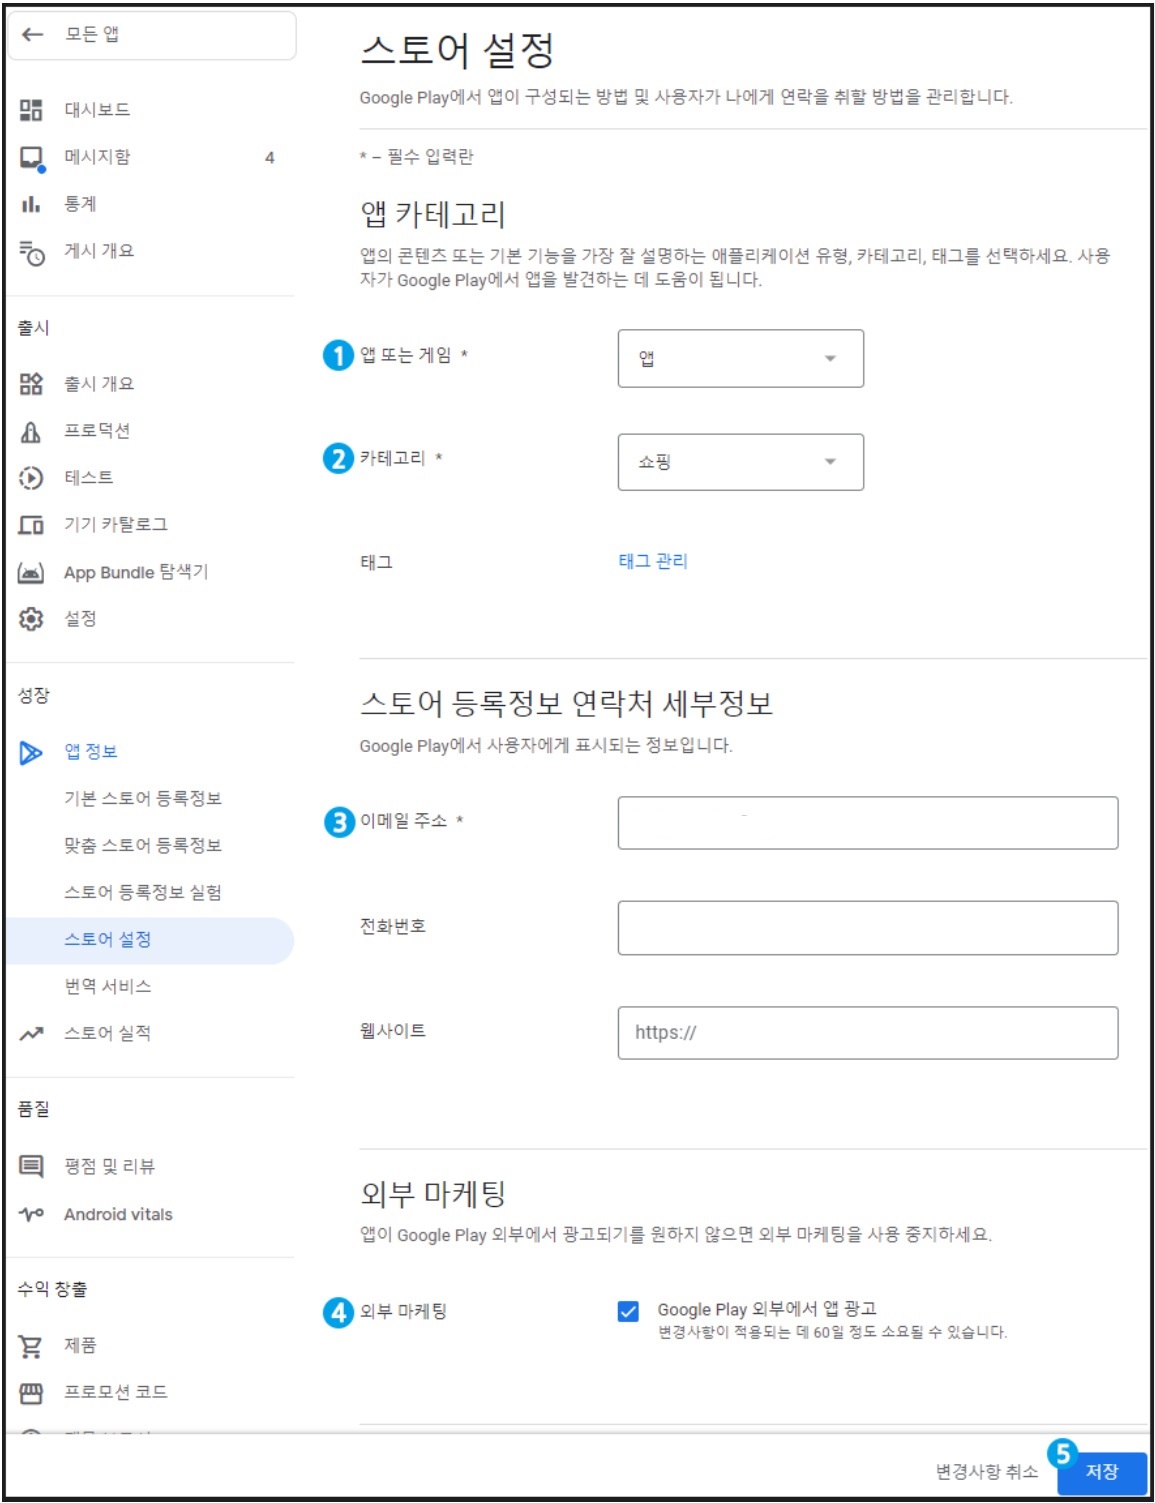 모든 앱
대시보드
메시지함 4
통계
게시 개요
출시
출시 개요
프로덕션
테스트
기기 카탈로그
App Bundle 탐색기
설정
성장
앱 정보
기본 스토어 등록정보
맞춤 스토어 등록정보
스토어 등록정보 실험
스토어 설정
번역 서비스
스토어 실적
품질
평점 및 리뷰
Android vitals
수익 창출
제품
프로모션 코드
스토어 설정
Google Play에서 앱이 구성되는 방법 및 사용자가 나에게 연락을 취할 방법을 관리합니다.
* – 필수 입력란
앱 카테고리
앱의 콘텐츠 또는 기본 기능을 가장 잘 설명하는 애플리케이션 유형, 카테고리, 태그를 선택하세요. 사용
자가 Google Play에서 앱을 발견하는 데 도움이 됩니다.
1 앱 또는 게임 * 앱
2 카테고리 * 쇼핑
태그 태그 관리
스토어 등록정보 연락처 세부정보
Google Play에서 사용자에게 표시되는 정보입니다.
3 이메일 주소 *
전화번호
웹사이트 https://
외부 마케팅
앱이 Google Play 외부에서 광고되기를 원하지 않으면 외부 마케팅을 사용 중지하세요.
4 외부 마케팅 Google Play 외부에서 앱 광고
변경사항이 적용되는 데 60일 정도 소요될 수 있습니다.
변경사항 취소 5 저장